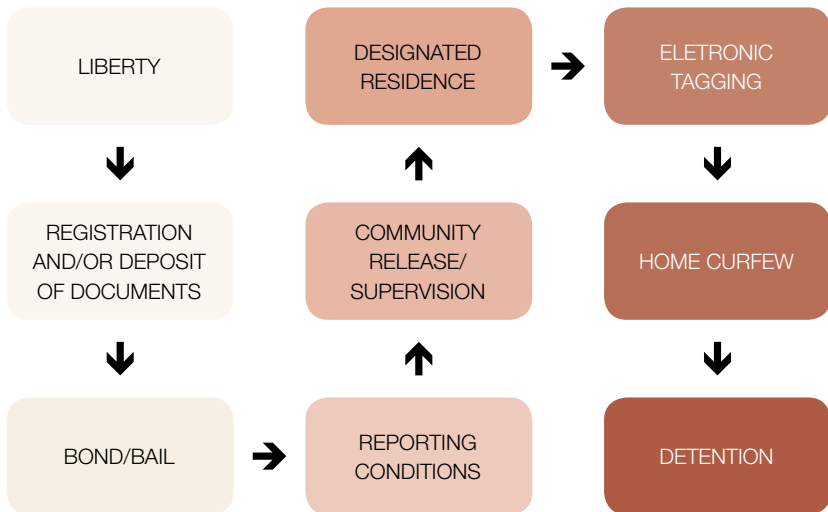 LIBERTY
REGISTRATION
AND/OR DEPOSIT
OF DOCUMENTS
BOND/BAIL
REPORTING
CONDITIONS
COMMUNITY
RELEASE/
SUPERVISION
DESIGNATED
RESIDENCE
ELETRONIC
TAGGING
HOME CURFEW
DETENTION